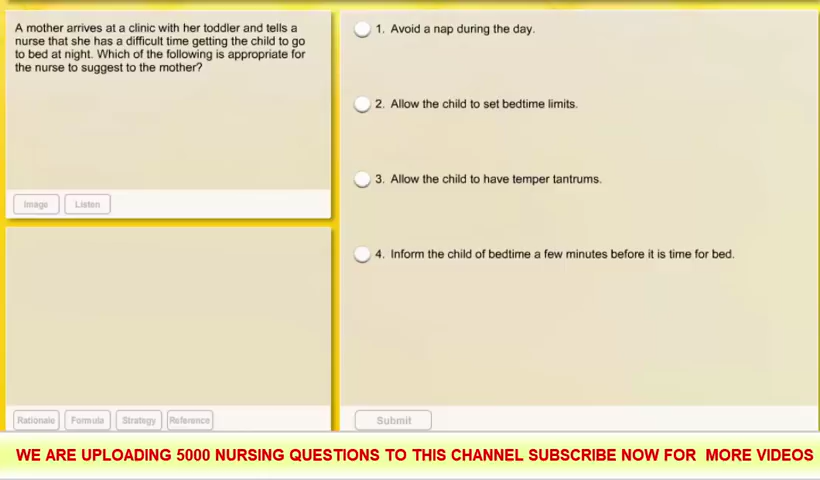 A mother arrives at a clinic with her toddler and tells a
nurse that she has a difficult time getting the child to go
to bed at night. Which of the following is appropriate for
the nurse to suggest to the mother?
Image Listen
1. Avoid a nap during the day.
2. Allow the child to set bedtime limits.
3. Allow the child to have temper tantrums.
4. Inform the child of bedtime a few minutes before it is time for bed.
Rationale Formula Strategy Reference
Submit
WE ARE UPLOADING 5000 NURSING QUESTIONS TO THIS CHANNEL SUBSCRIBE NOW FOR MORE VIDEOS